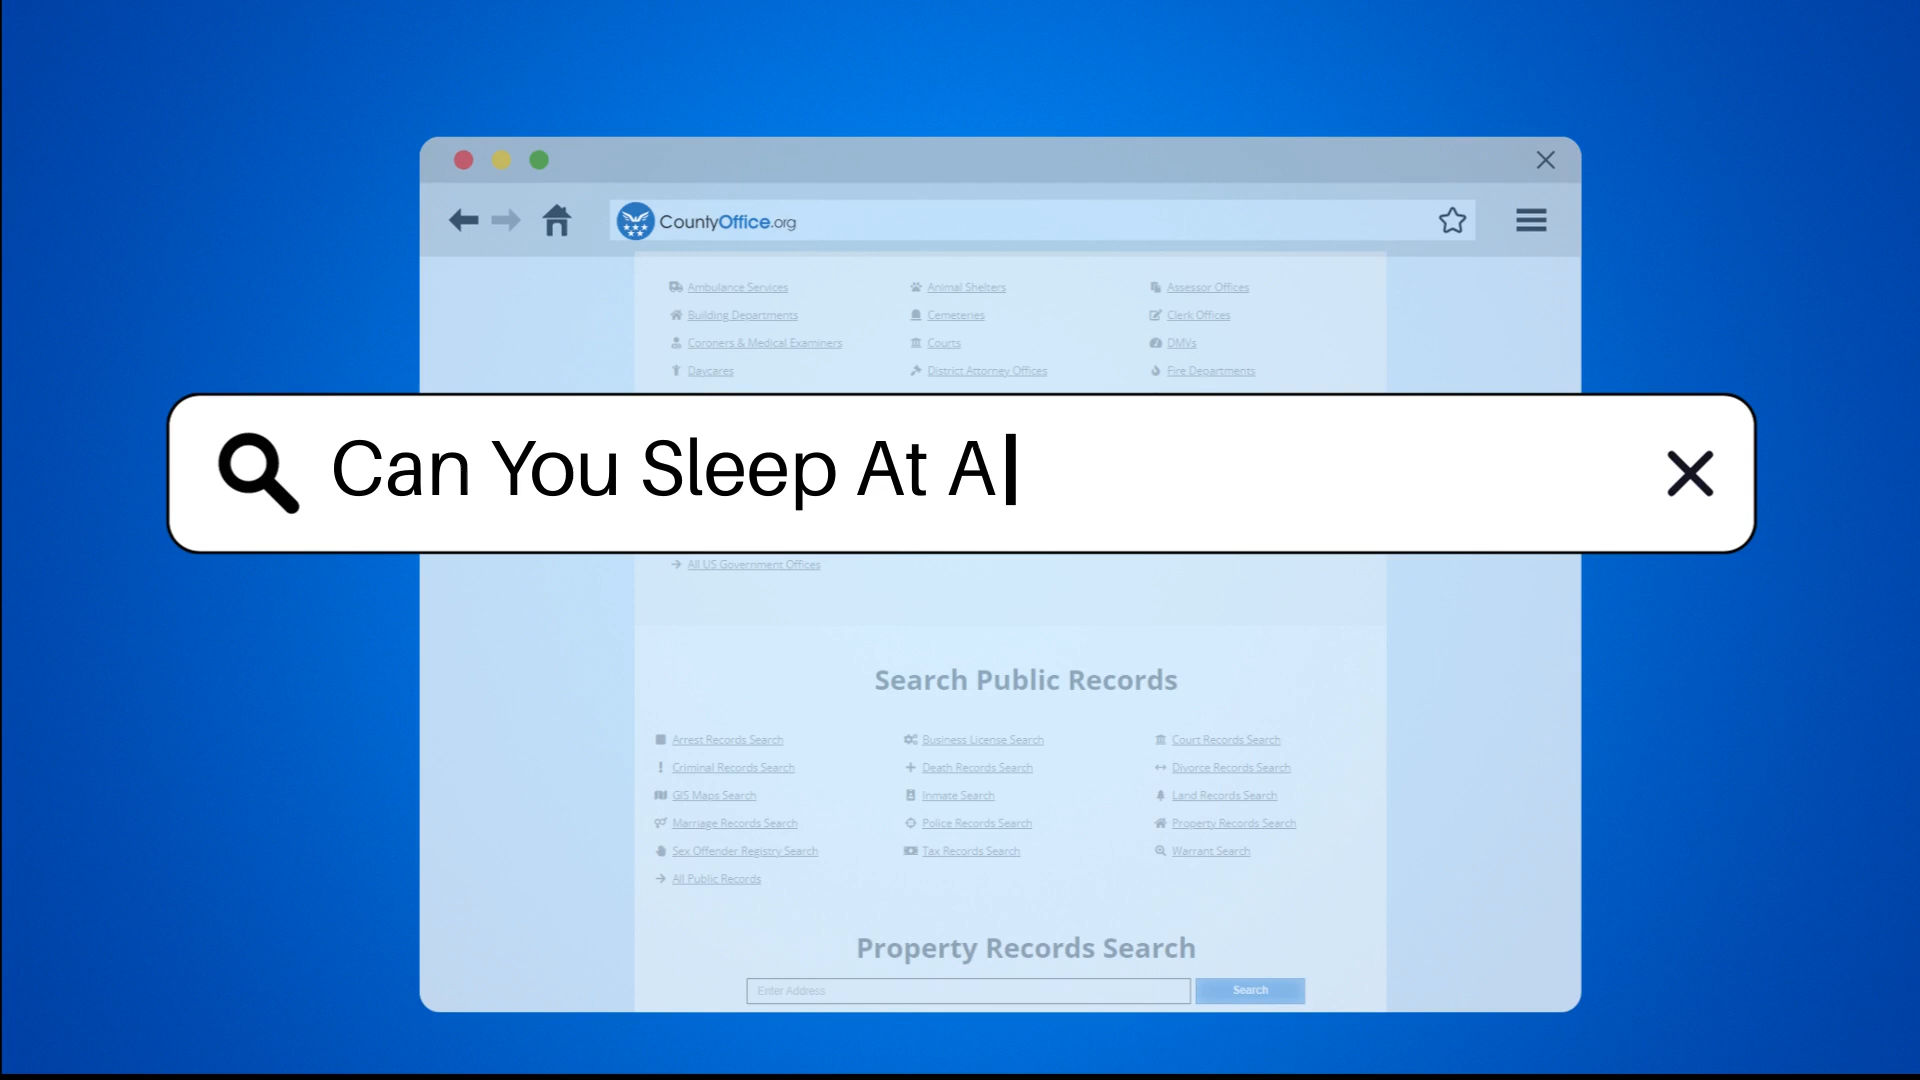 CountyOffice.org
Ambulance Services Animal Shelters Assessor Offices
Building Departments Cemeteries Clerk Offices
Coroners & Medical Examiners Courts DMVs
Daycares District Attorney Offices Fire Departments
Can You Sleep At A
All US Government Offices
Search Public Records
Arrest Records Search Business License Search Court Records Search
Criminal Records Search Death Records Search Divorce Records Search
GIS Maps Search Inmate Search Land Records Search
Marriage Records Search Police Records Search Property Records Search
Sex Offender Registry Search Tax Records Search Warrant Search
All Public Records
Property Records Search
Enter Address Search